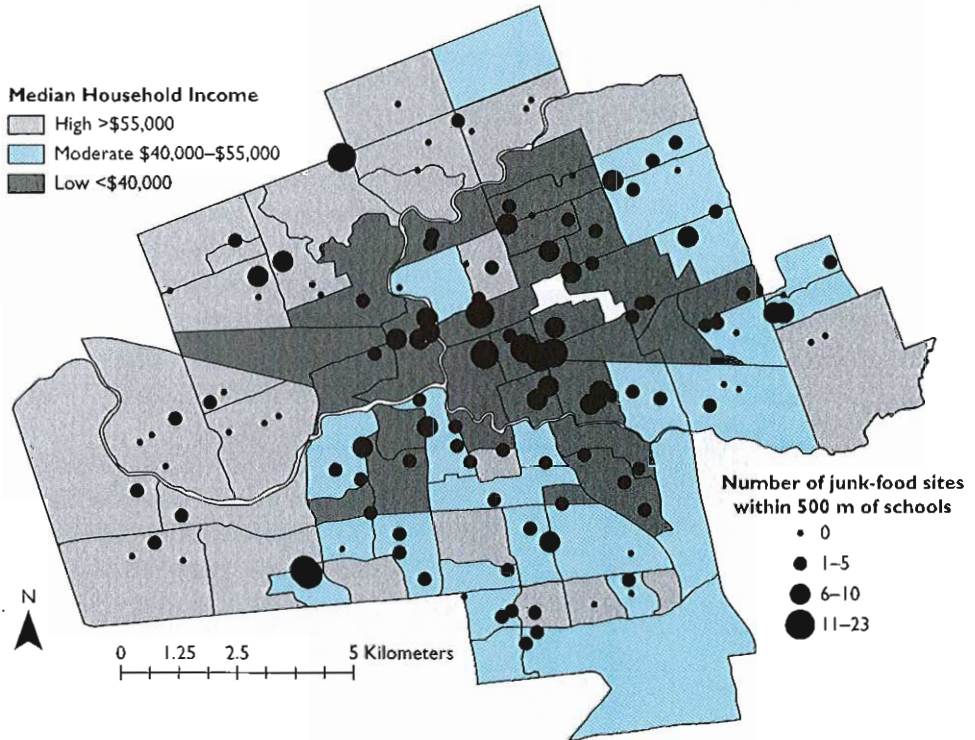 Median Household Income
High >$55,000
Moderate $40,000–$55,000
Low <$40,000
Number of junk-food sites
within 500 m of schools
0
1–5
6–10
11–23
N
0 1.25 2.5 5 Kilometers